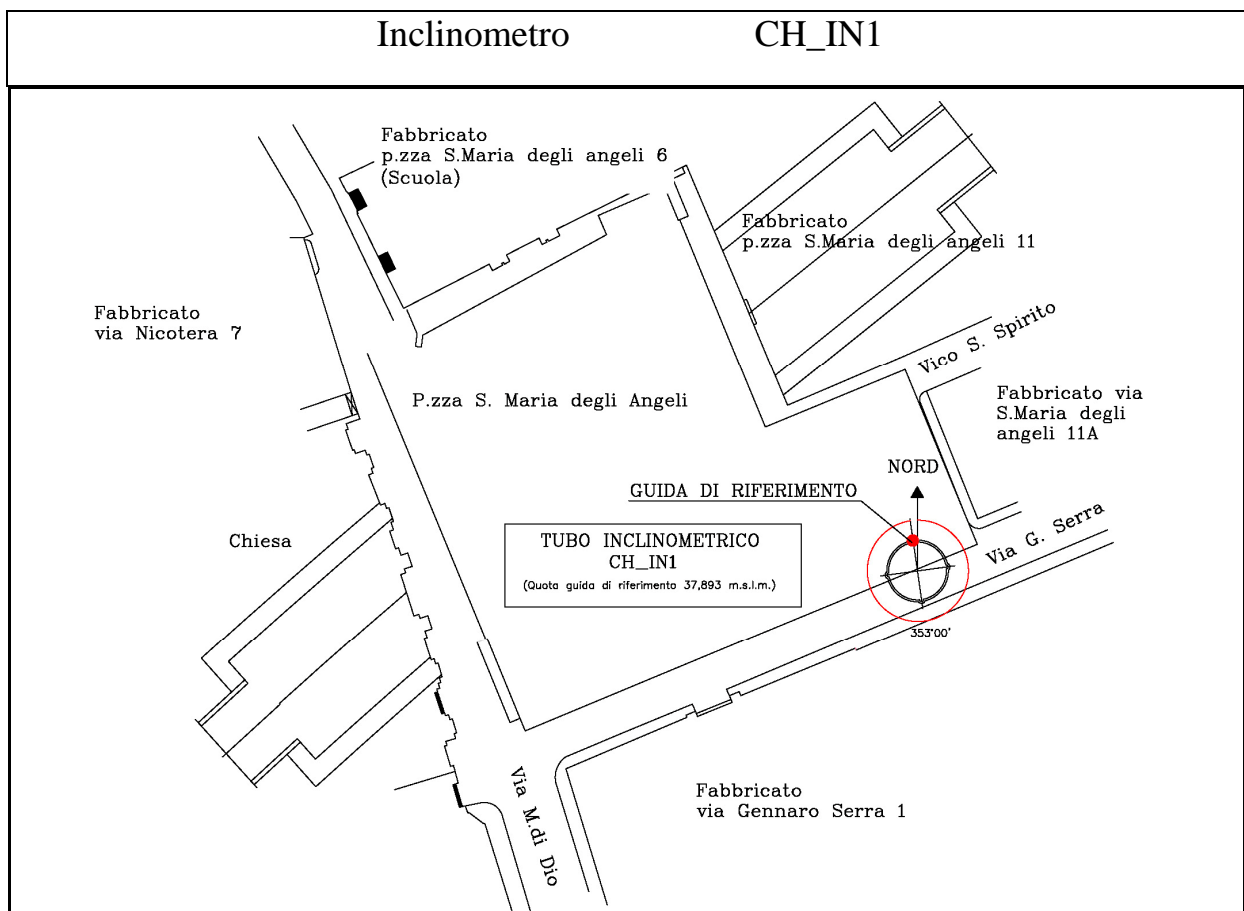 Inclinometro CH_IN1
Fabbricato
p.zza S.Maria degli angeli 6
(Scuola)
Fabbricato
p.zza S.Maria degli angeli 11
Fabbricato
via Nicotera 7
Vico S. Spirito
P.zza S. Maria degli Angeli
Fabbricato via
S.Maria degli
angeli 11A
NORD
GUIDA DI RIFERIMENTO
Chiesa
TUBO INCLINOMETRICO
CH_IN1
(Quota guida di riferimento 37,893 m.s.l.m.)
Via G. Serra
353°00'
Via M.di Dio
Fabbricato
via Gennaro Serra 1